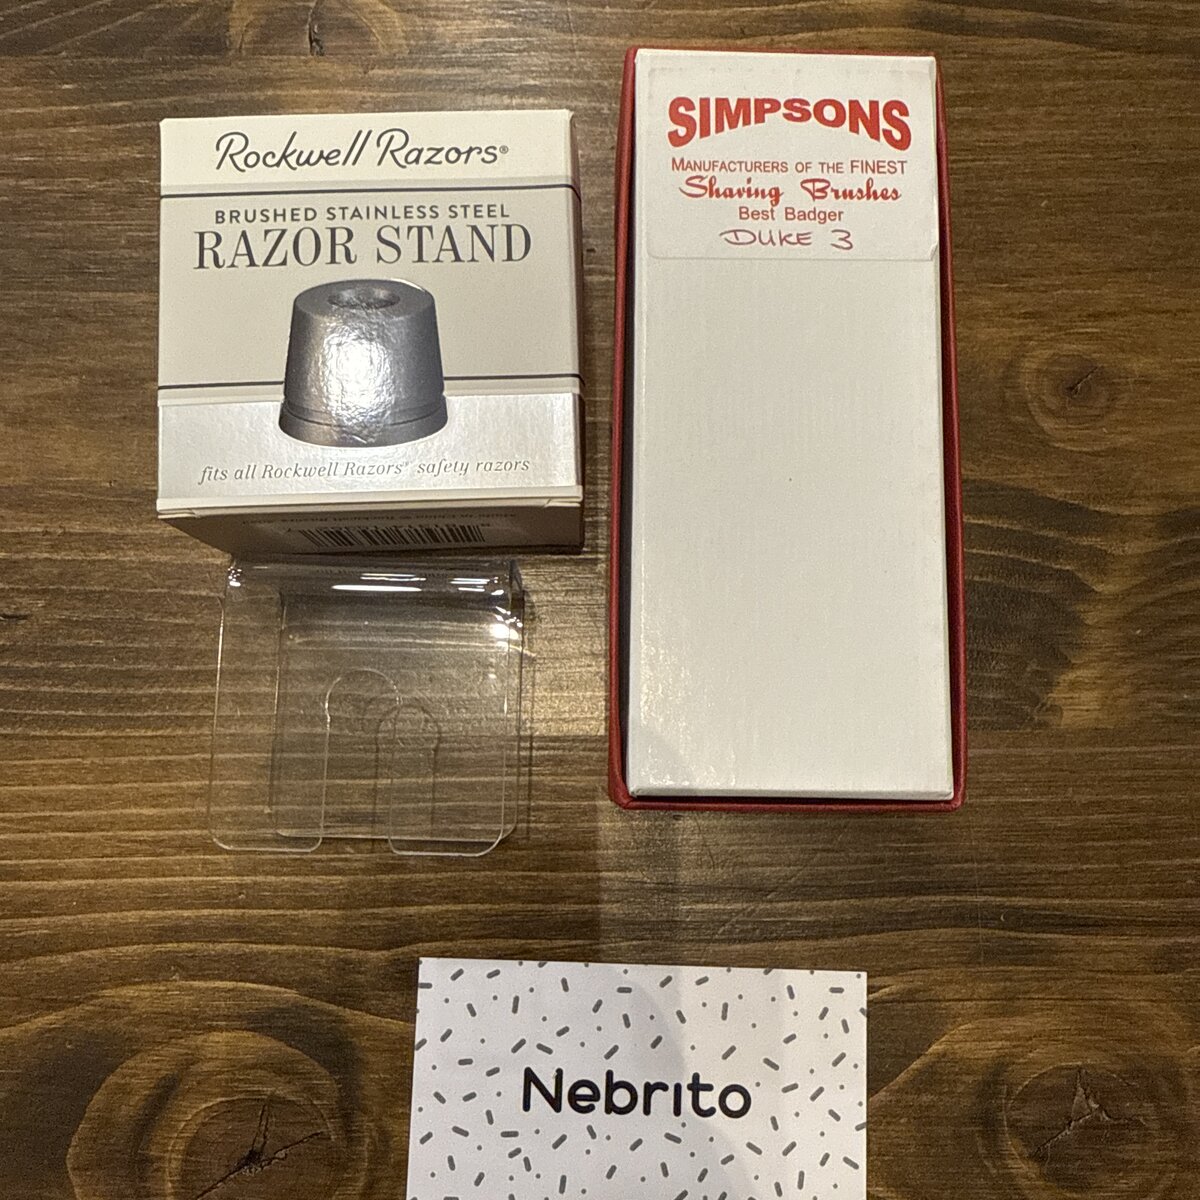 Rockwell Razors®
BRUSHED STAINLESS STEEL
RAZOR STAND
fits all Rockwell Razors® safety razors
SIMPSONS
MANUFACTURERS OF THE FINEST
Shaving Brushes
Best Badger
DUKE 3
Nebrito